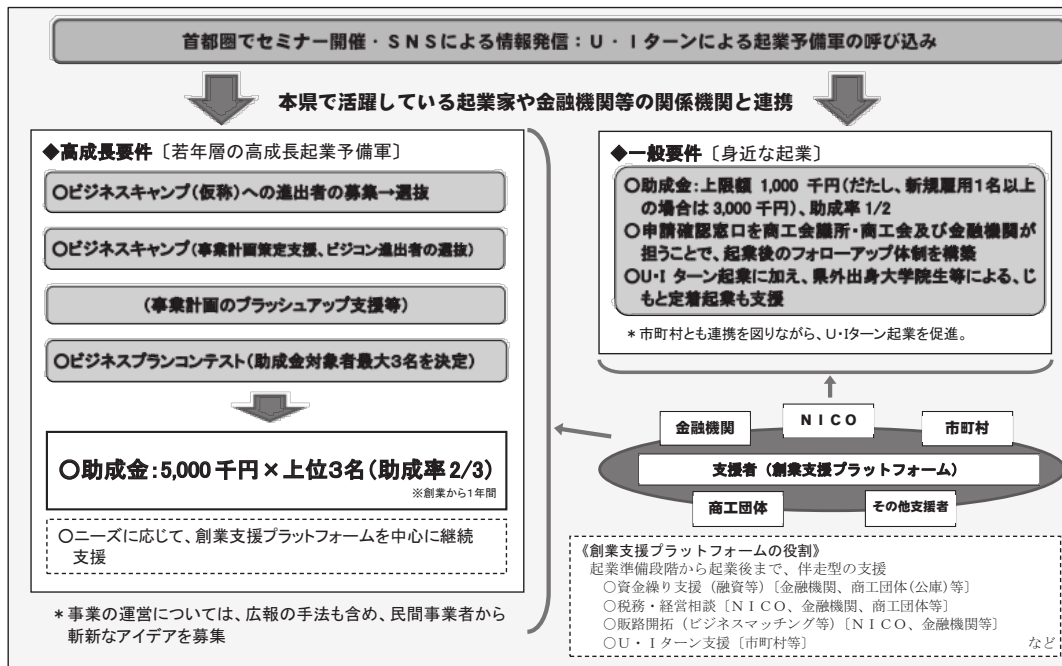 首都圏でセミナー開催・SNSによる情報発信：U・Iターンによる起業予備軍の呼び込み
本県で活躍している起業家や金融機関等の関係機関と連携
◆高成長要件〔若年層の高成長起業予備軍〕
○ビジネスキャンプ（仮称）への進出者の募集→選抜
○ビジネスキャンプ（事業計画策定支援、ビジコン進出者の選抜）
（事業計画のブラッシュアップ支援等）
○ビジネスプランコンテスト（助成金対象者最大3名を決定）
○助成金：5,000千円×上位3名（助成率2/3）
※創業から1年間
○ニーズに応じて、創業支援プラットフォームを中心に継続
支援
＊事業の運営については、広報の手法も含め、民間事業者から
斬新なアイデアを募集
◆一般要件〔身近な起業〕
○助成金：上限額 1,000 千円（だたし、新規雇用1名以上
の場合は 3,000 千円）、助成率 1/2
○申請確認窓口を商工会議所・商工会及び金融機関が
担うことで、起業後のフォローアップ体制を構築
○U・I ターン起業に加え、県外出身大学院生等による、じ
もと定着起業も支援
＊市町村とも連携を図りながら、U・Iターン起業を促進。
金融機関
NICO
市町村
支援者（創業支援プラットフォーム）
商工団体
その他支援者
《創業支援プラットフォームの役割》
起業準備段階から起業後まで、伴走型の支援
○資金繰り支援（融資等）〔金融機関、商工団体(公庫)等〕
○税務・経営相談〔NICO、金融機関、商工団体等〕
○販路開拓（ビジネスマッチング等）〔NICO、金融機関等〕
○U・Iターン支援〔市町村等〕 など